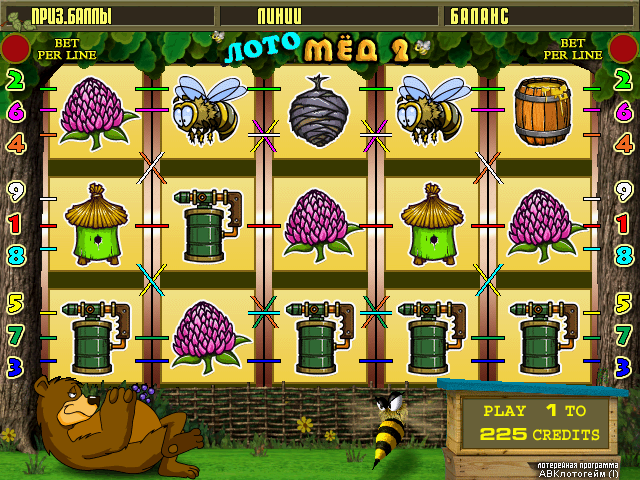 ПРИЗ.БАЛЛЫ ЛИНИИ БАЛАНС
BET
PER LINE
ЛОТО МЁД 2
BET
PER LINE
2 2
6 6
4 4
9 9
1 1
8 8
5 5
7 7
3 3
PLAY 1 TO
225 CREDITS
лотерейная программа
АВКлотогейм (I)